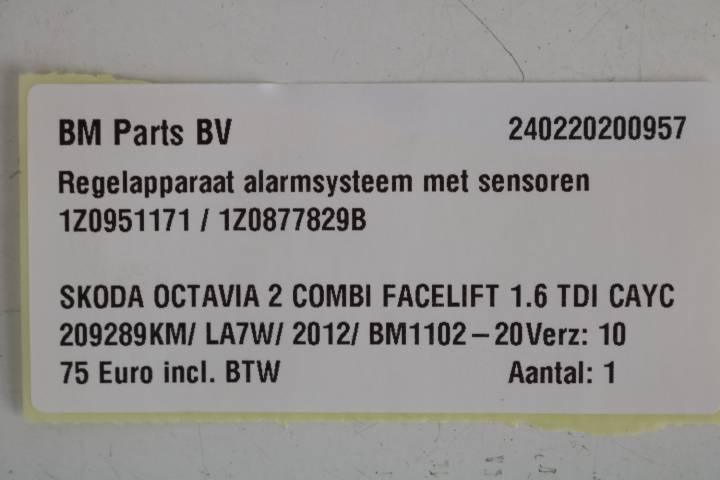 BM Parts BV 240220200957
Regelapparaat alarmsysteem met sensoren
1Z0951171 / 1Z0877829B
SKODA OCTAVIA 2 COMBI FACELIFT 1.6 TDI CAYC
209289KM/ LA7W/ 2012/ BM1102-20Verz: 10
75 Euro incl. BTW Aantal: 1